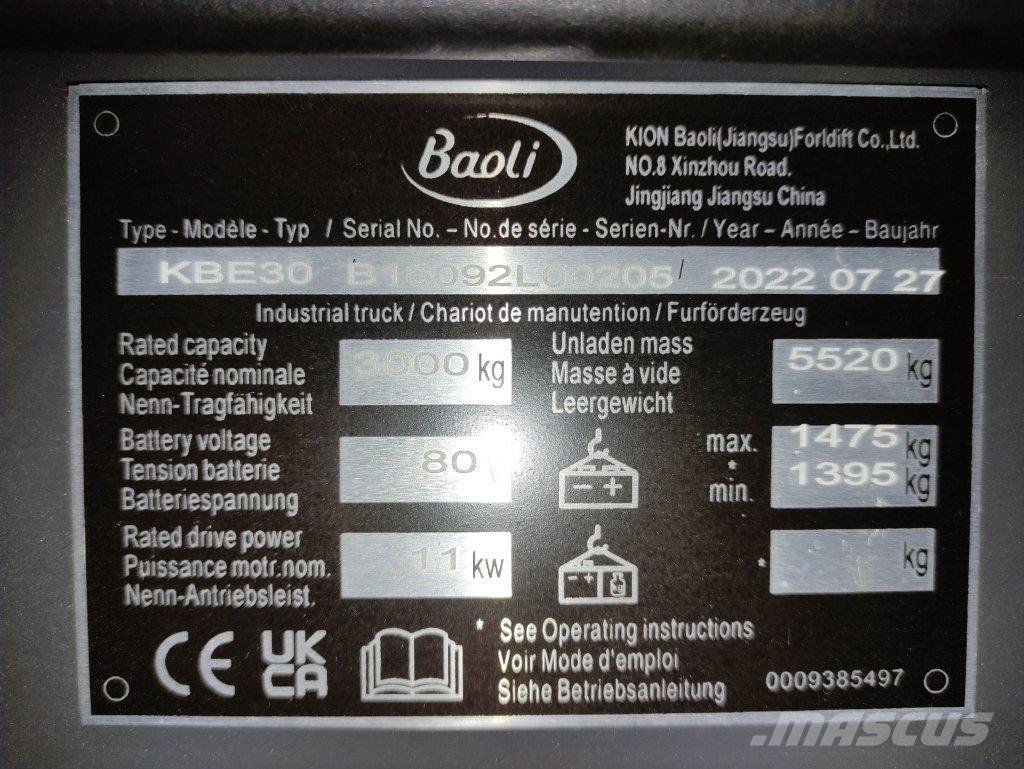 Baoli
KION Baoli(Jiangsu)Forldift Co.,Ltd.
NO.8 Xinzhou Road.
Jingjiang Jiangsu China
Type - Modèle - Typ / Serial No. – No.de série - Serien-Nr. / Year – Année – Baujahr
KBE30 B16092L00205 / 2022 07 27
Industrial truck / Chariot de manutention / Furförderzeug
Rated capacity
Capacité nominale
Nenn-Tragfähigkeit
3000 kg
Unladen mass
Masse à vide
Leergewicht
5520 kg
Battery voltage
Tension batterie
Batteriespannung
80 V
max. 1475 kg
*
min. 1395 kg
Rated drive power
Puissance motr.nom.
Nenn-Antriebsleist.
11 kw
* kg
CE UK CA
* See Operating instructions
Voir Mode d'emploi
Siehe Betriebsanleitung
0009385497
MASCUS